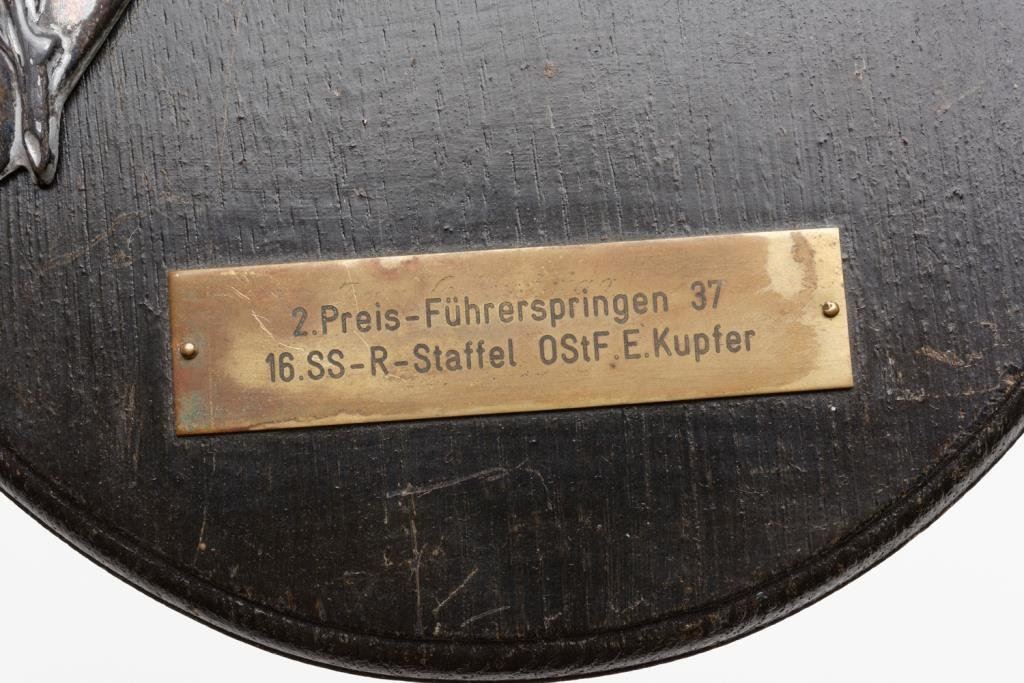 2.Preis-Führerspringen 37
16.SS-R-Staffel OStF.E.Kupfer